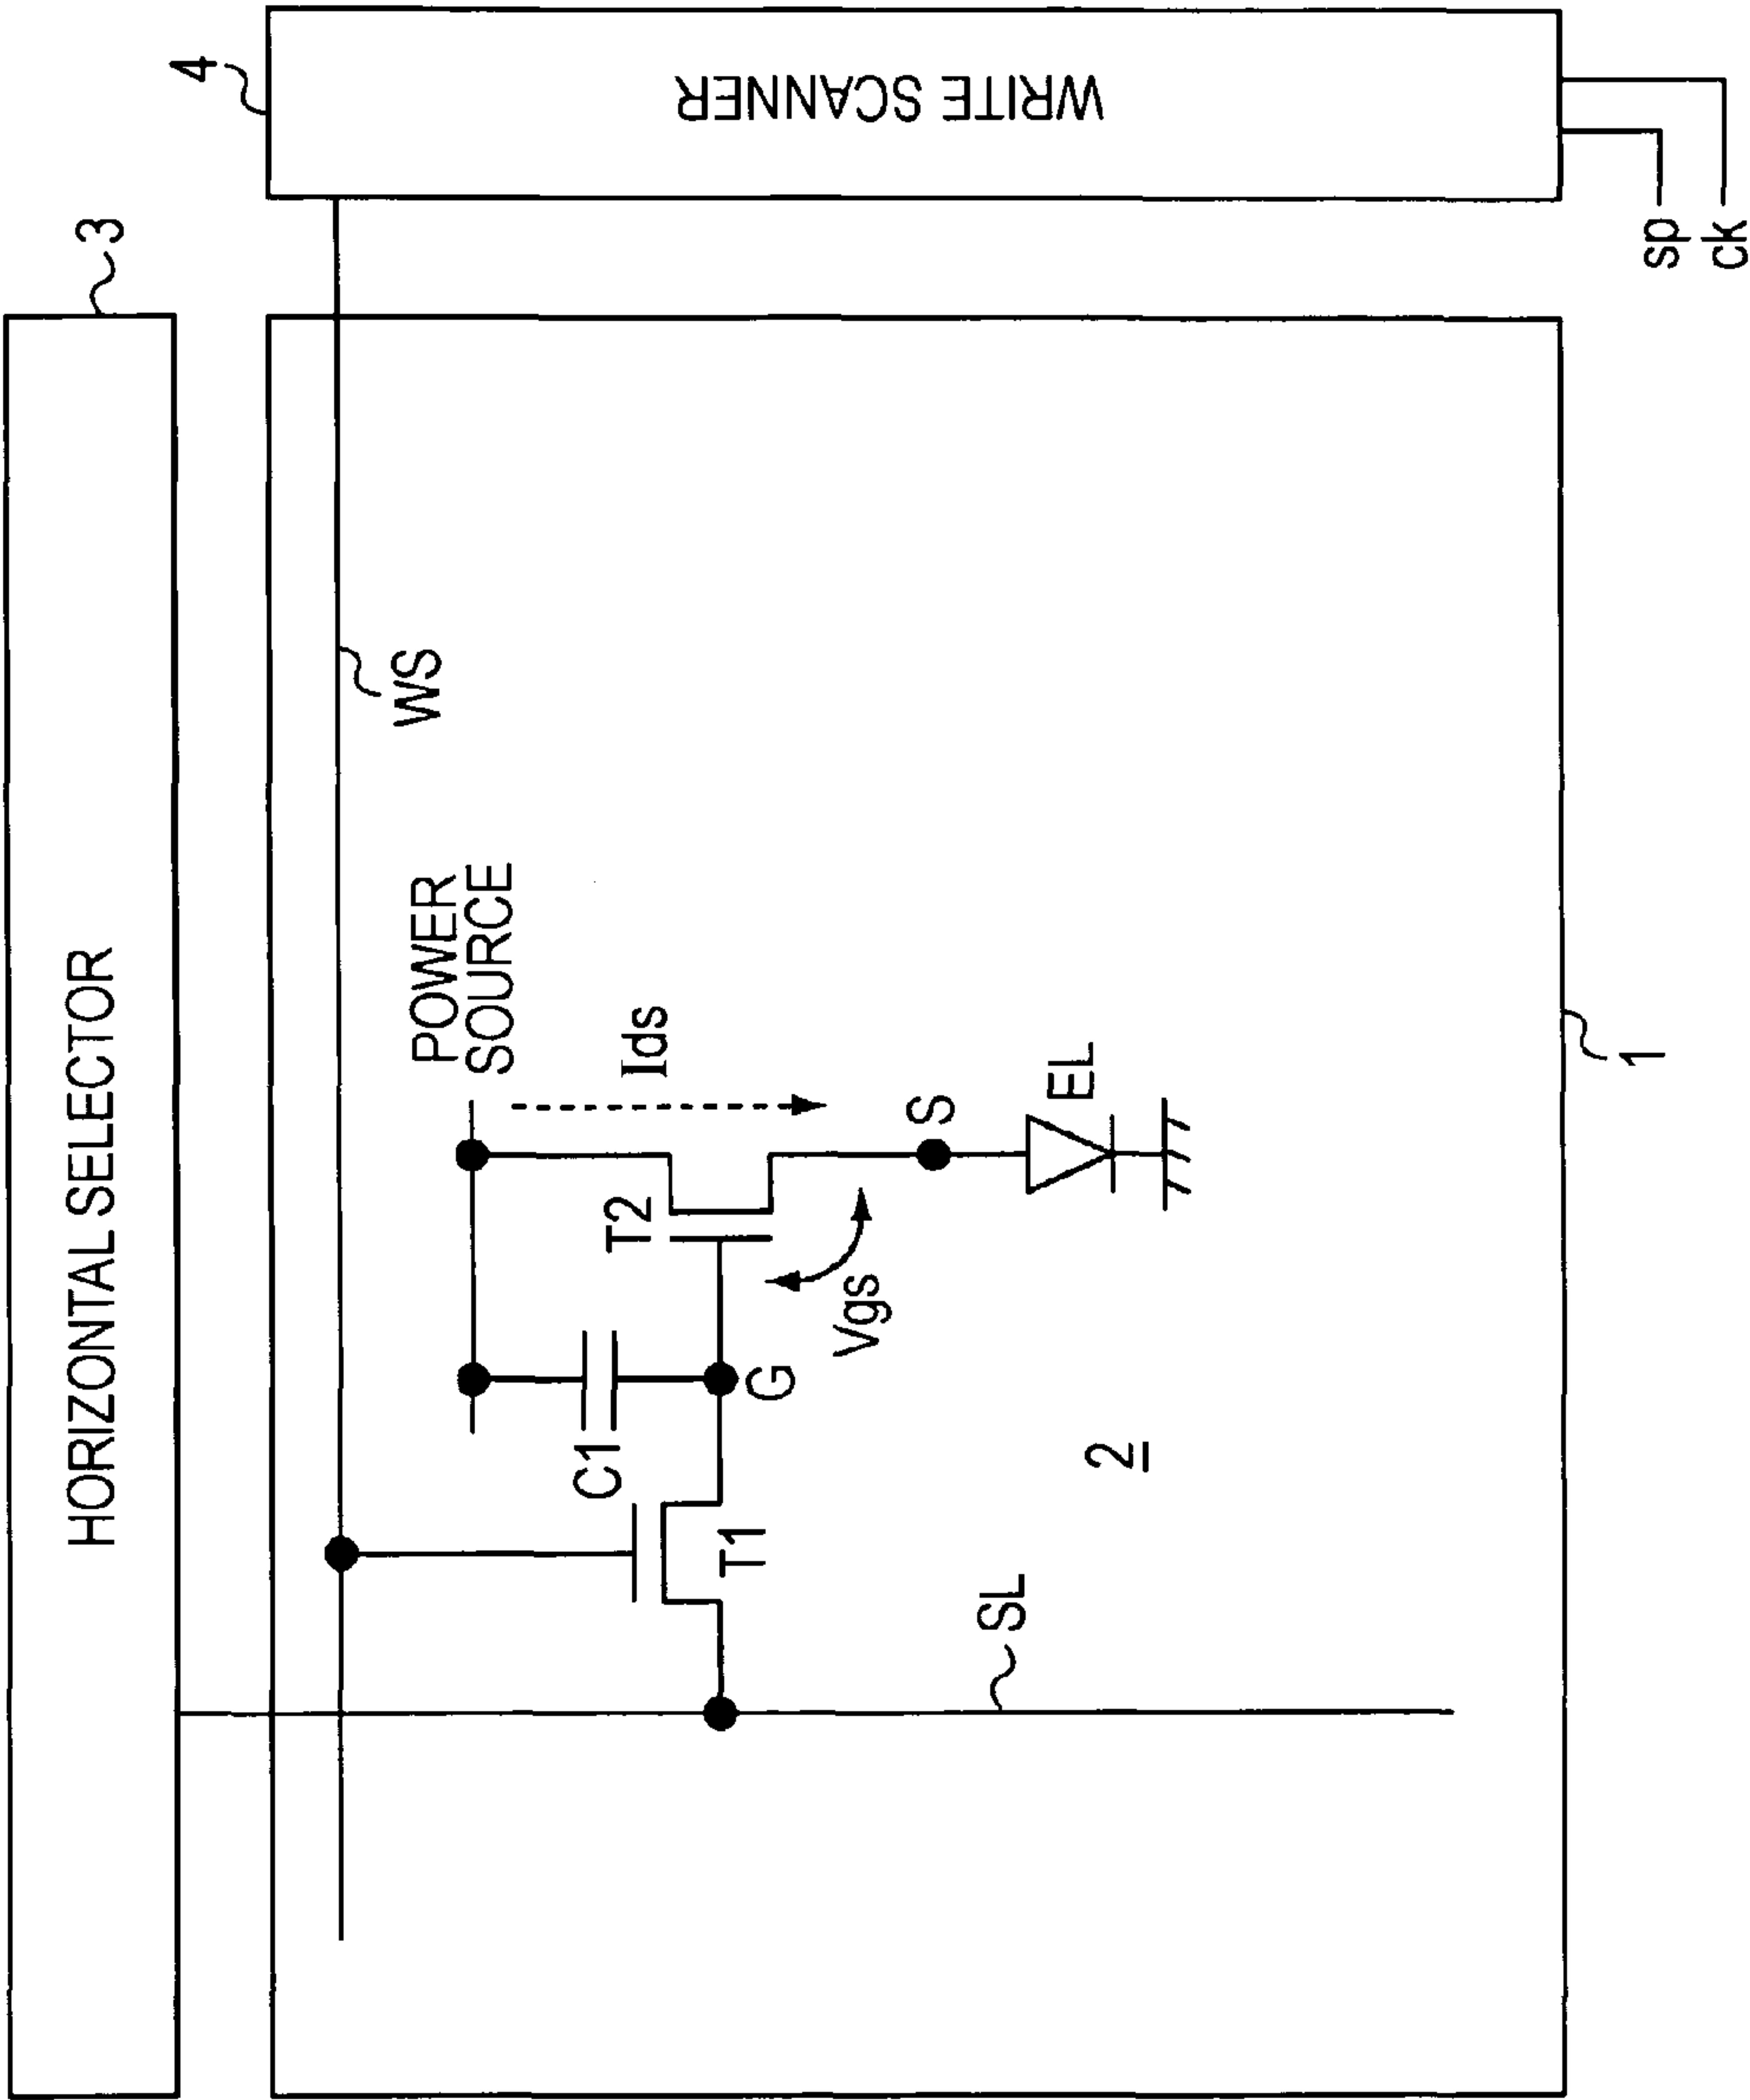 HORIZONTAL SELECTOR
3
4
WRITE SCANNER
WS
POWER
SOURCE
Ids
C1
T2
G
Vgs
S
T1
EL
SL
2
1
sp
ck